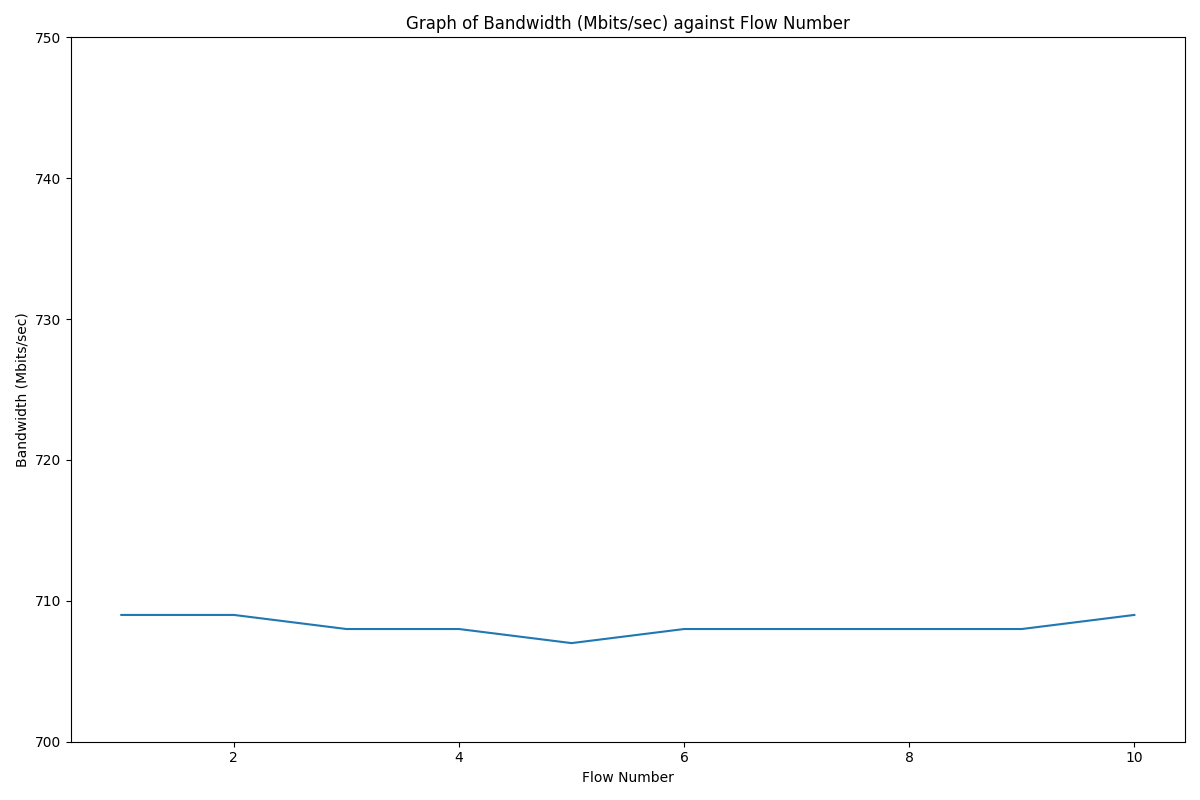 Graph of Bandwidth (Mbits/sec) against Flow Number
750
740
730
720
710
700
Bandwidth (Mbits/sec)
2 4 6 8 10
Flow Number